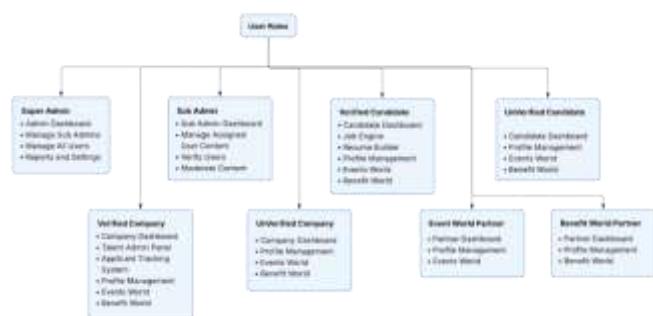 User Roles
Super Admin
• Admin Dashboard
• Manage Sub Admins
• Manage All Users
• Reports and Settings
Sub Admin
• Sub Admin Dashboard
• Manage Assigned
User Content
• Verify Users
• Moderate Content
Verified Candidate
• Candidate Dashboard
• Job Engine
• Resume Builder
• Profile Management
• Events World
• Benefit World
UnVerified Candidate
• Candidate Dashboard
• Profile Management
• Events World
• Benefit World
Verified Company
• Company Dashboard
• Talent Admin Panel
• Applicant Tracking
System
• Profile Management
• Events World
• Benefit World
UnVerified Company
• Company Dashboard
• Profile Management
• Events World
• Benefit World
Event World Partner
• Partner Dashboard
• Profile Management
• Events World
Benefit World Partner
• Partner Dashboard
• Profile Management
• Benefit World